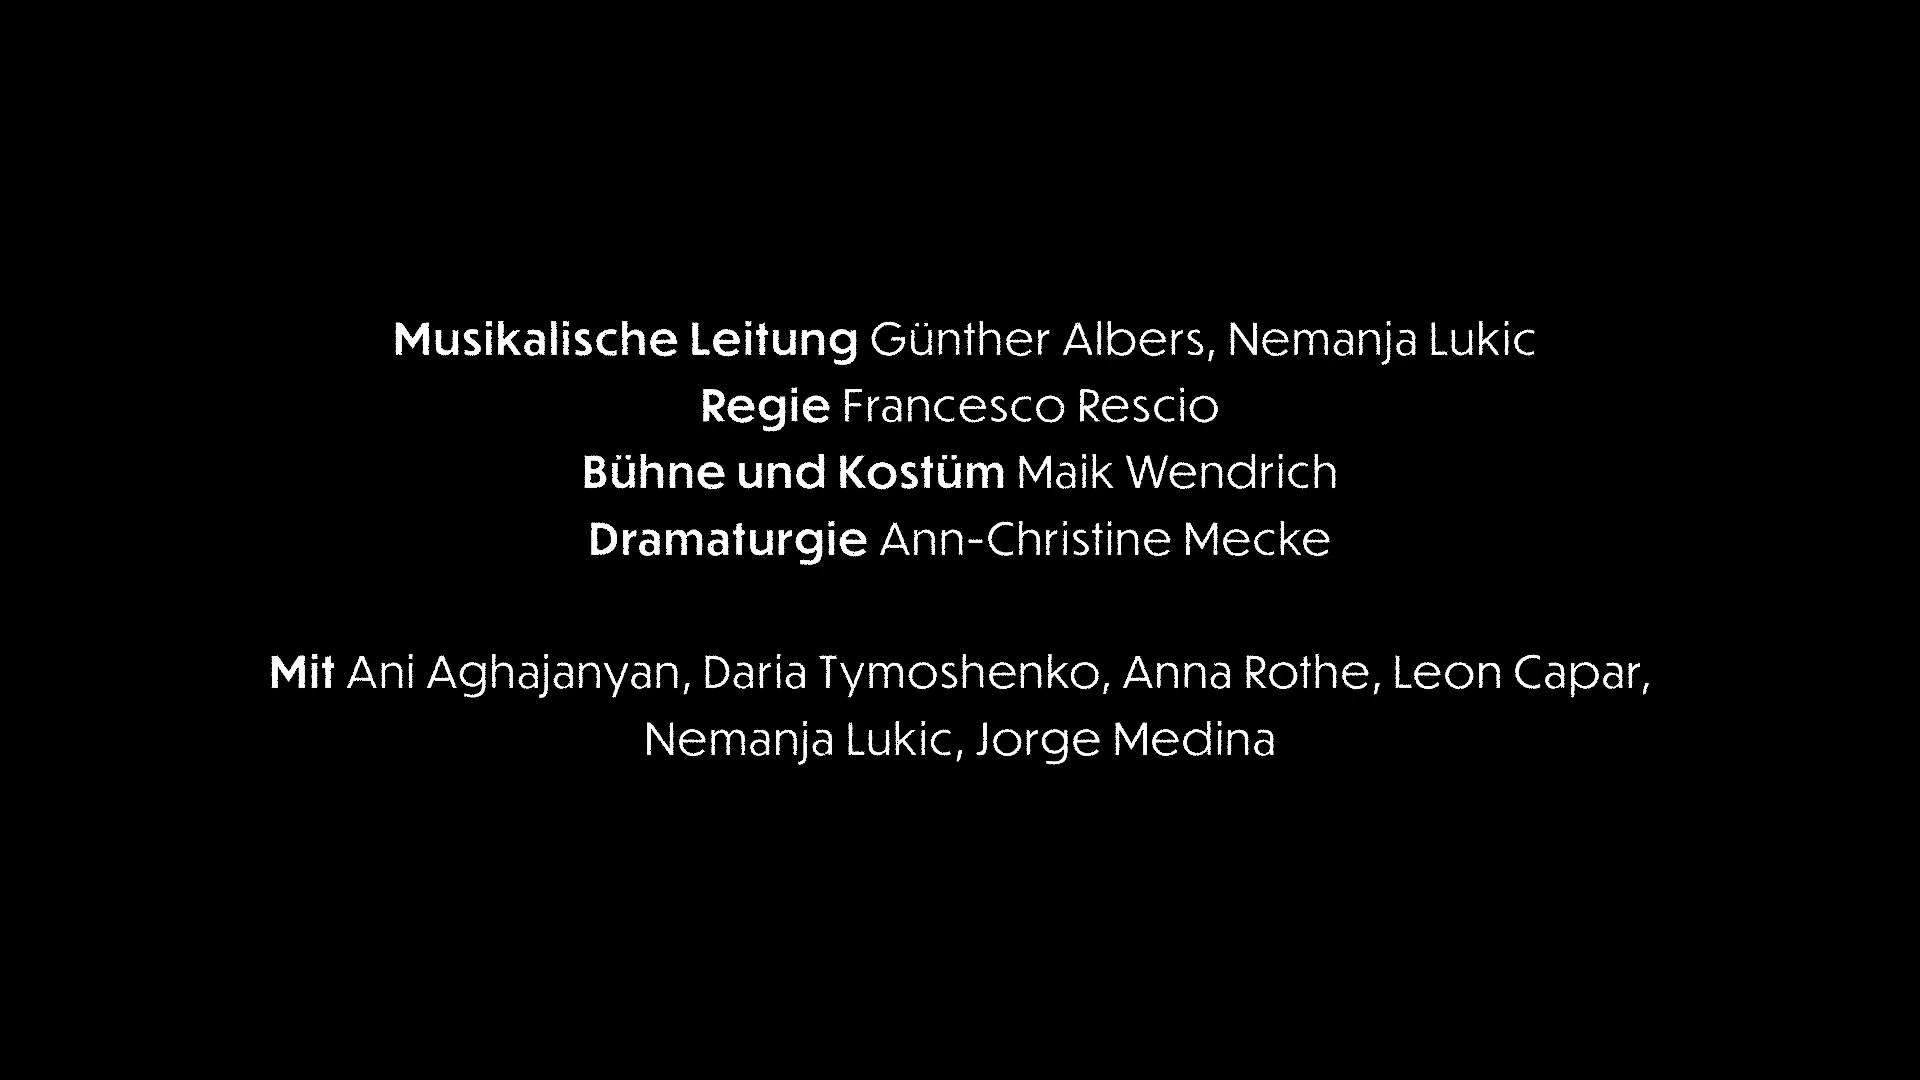 Musikalische Leitung Günther Albers, Nemanja Lukic
Regie Francesco Rescio
Bühne und Kostüm Maik Wendrich
Dramaturgie Ann-Christine Mecke
Mit Ani Aghajanyan, Daria Tymoshenko, Anna Rothe, Leon Capar,
Nemanja Lukic, Jorge Medina